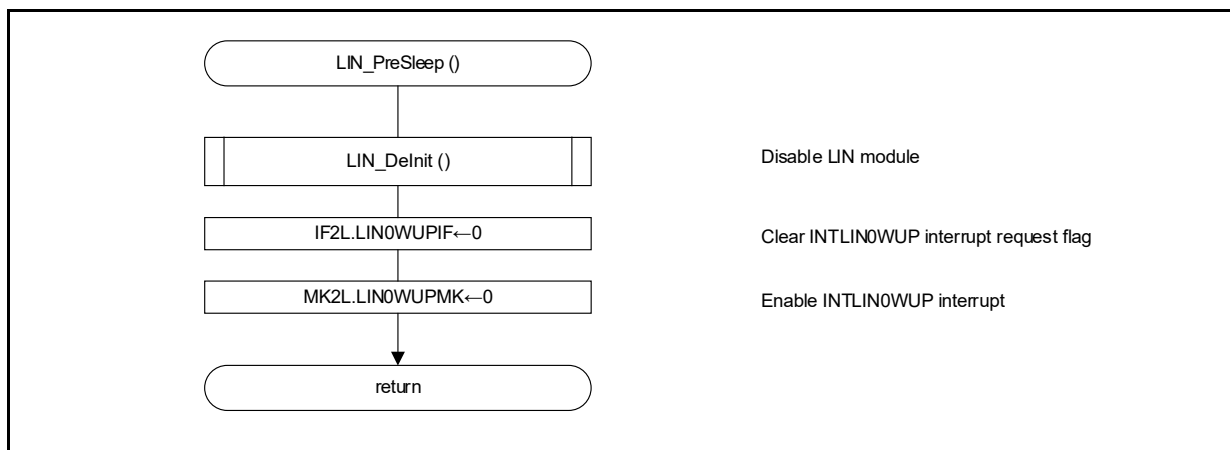 LIN_PreSleep ()
LIN_DeInit ()
Disable LIN module
IF2L.LIN0WUPIF←0
Clear INTLIN0WUP interrupt request flag
MK2L.LIN0WUPMK←0
Enable INTLIN0WUP interrupt
return